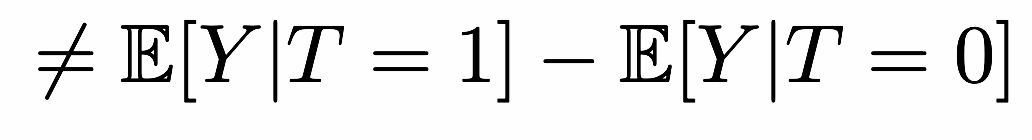 ≠ 𝔼[Y|T = 1] − 𝔼[Y|T = 0]